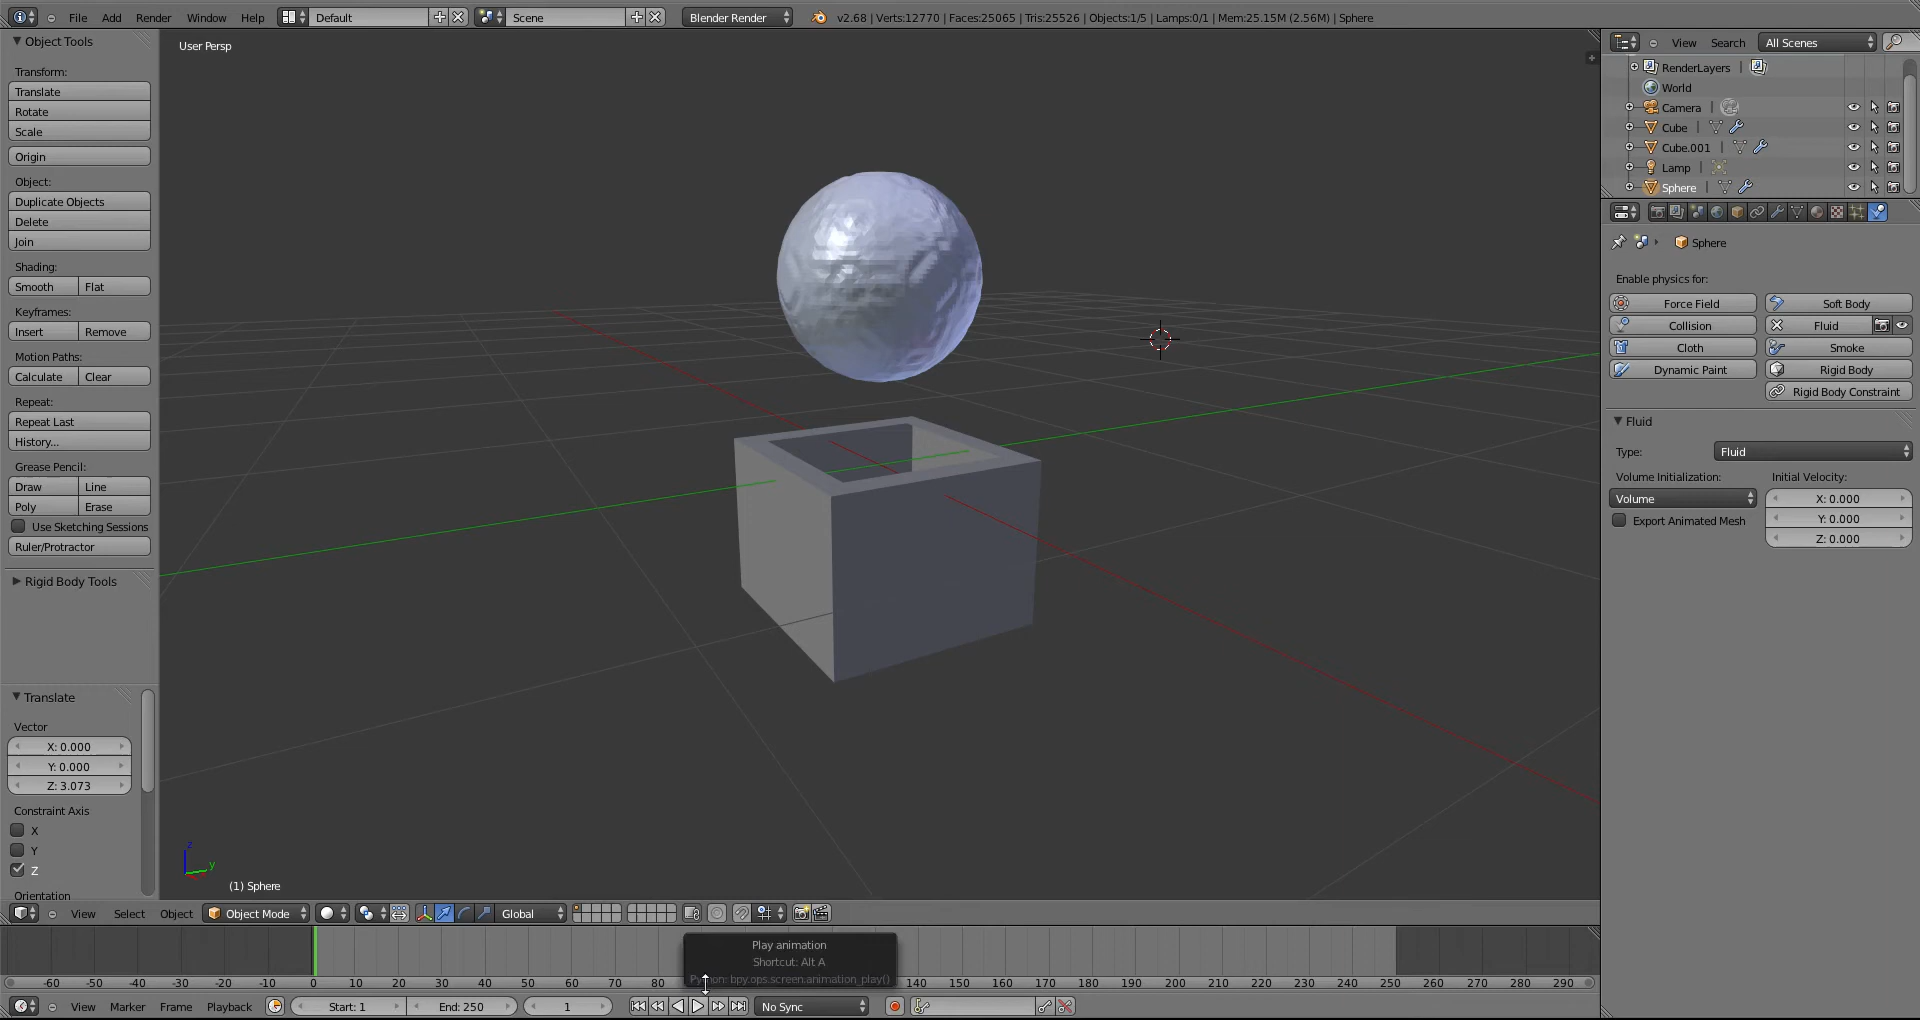 File Add Render Window Help Default Scene Blender Render v2.68 | Verts:12770 | Faces:25065 | Tris:25526 | Objects:1/5 | Lamps:0/1 | Mem:25.15M (2.56M) | Sphere
Object Tools
Transform:
Translate
Rotate
Scale
Origin
Object:
Duplicate Objects
Delete
Join
Shading:
Smooth Flat
Keyframes:
Insert Remove
Motion Paths:
Calculate Clear
Repeat:
Repeat Last
History...
Grease Pencil:
Draw Line
Poly Erase
Use Sketching Sessions
Ruler/Protractor
Rigid Body Tools
Translate
Vector
X: 0.000
Y: 0.000
Z: 3.073
Constraint Axis
X
Y
Z
Orientation
User Persp
z
y
(1) Sphere
View Search All Scenes
RenderLayers |
World
Camera |
Cube |
Cube.001 |
Lamp |
Sphere |
Sphere
Enable physics for:
Force Field Soft Body
Collision Fluid
Cloth Smoke
Dynamic Paint Rigid Body
Rigid Body Constraint
Fluid
Type: Fluid
Volume Initialization: Initial Velocity:
Volume X: 0.000
Export Animated Mesh Y: 0.000
Z: 0.000
View Select Object Object Mode Global
Play animation
Shortcut: Alt A
Python: bpy.ops.screen.animation_play()
-60 -50 -40 -30 -20 -10 0 10 20 30 40 50 60 70 80 140 150 160 170 180 190 200 210 220 230 240 250 260 270 280 290
View Marker Frame Playback Start: 1 End: 250 1 No Sync